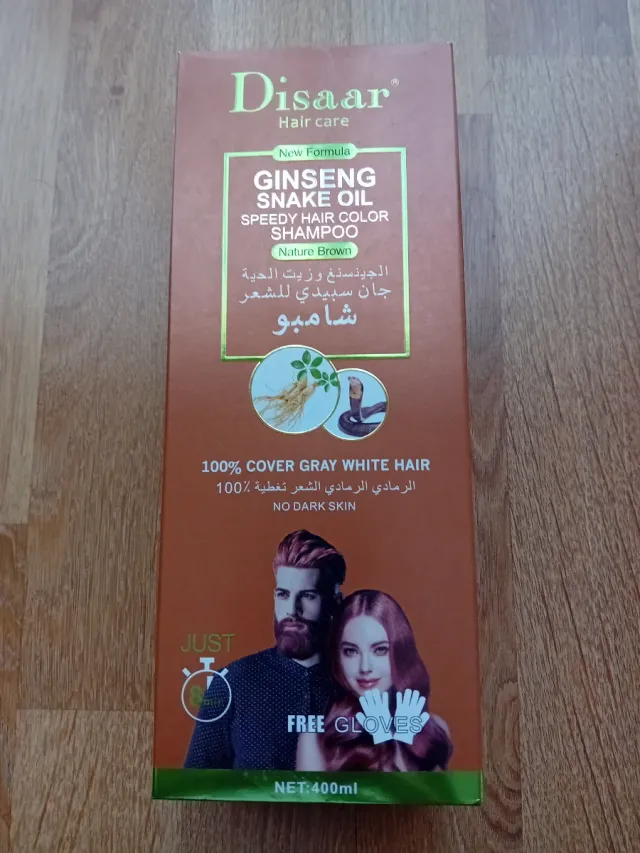 Disaar®
Hair care
New Formula
GINSENG
SNAKE OIL
SPEEDY HAIR COLOR
SHAMPOO
Nature Brown
الجينسنغ وزيت الحية
جان سبيدي للشعر
شامبو
100% COVER GRAY WHITE HAIR
الرمادي الرمادي الشعر تغطية ٪100
NO DARK SKIN
JUST
8min
FREE GLOVES
NET:400ml